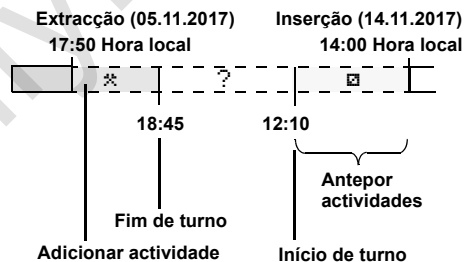 Extracção (05.11.2017) Inserção (14.11.2017)
17:50 Hora local 14:00 Hora local
?
18:45 12:10
Antepor
actividades
Fim de turno
Adicionar actividade Início de turno